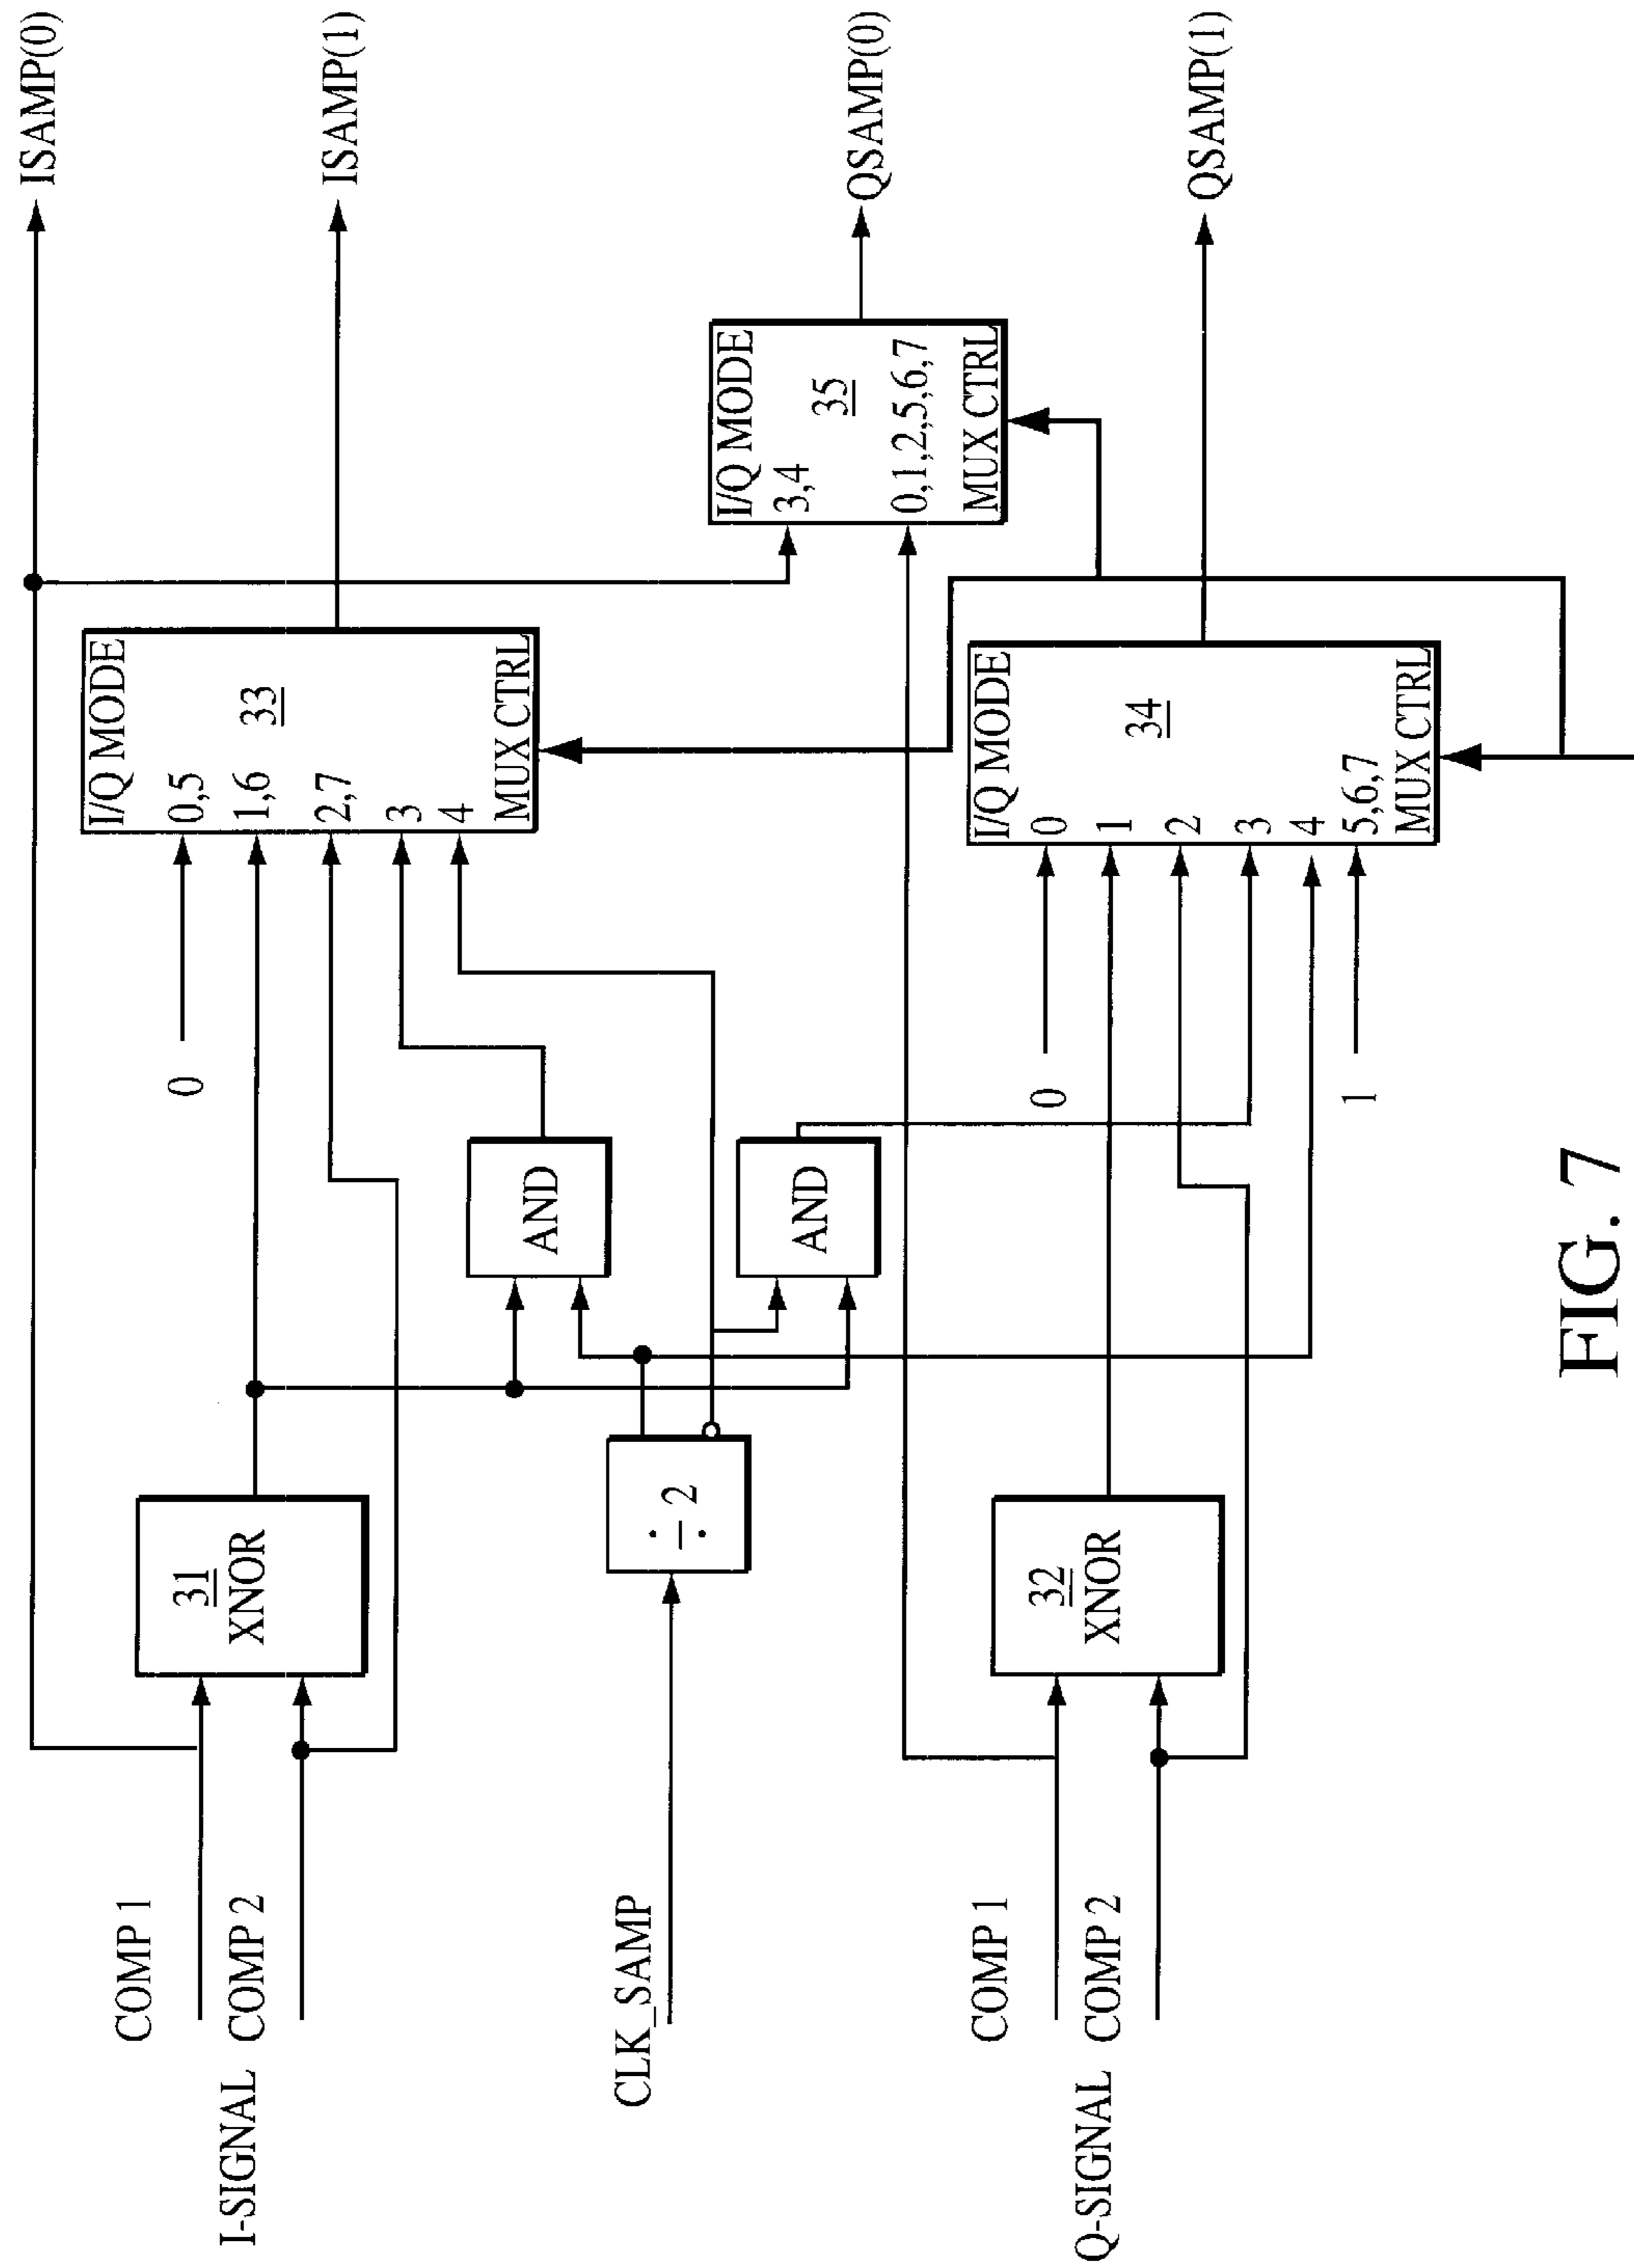 I-SIGNAL
COMP 1
COMP 2
31
XNOR
0
I/Q MODE
0,5
1,6
2,7
3
4
33
MUX CTRL
ISAMP(0)
ISAMP(1)
CLK_SAMP
÷ 2
AND
AND
I/Q MODE
3,4
35
0,1,2,5,6,7
MUX CTRL
QSAMP(0)
Q-SIGNAL
COMP 1
COMP 2
32
XNOR
0
1
I/Q MODE
0
1
2
3
4
5,6,7
34
MUX CTRL
QSAMP(1)
FIG. 7